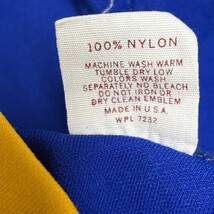 100% NYLON
MACHINE WASH WARM
TUMBLE DRY LOW
COLORS WASH
SEPARATELY NO BLEACH
DO NOT IRON OR
DRY CLEAN EMBLEM
MADE IN U.S.A.
WPL 7232